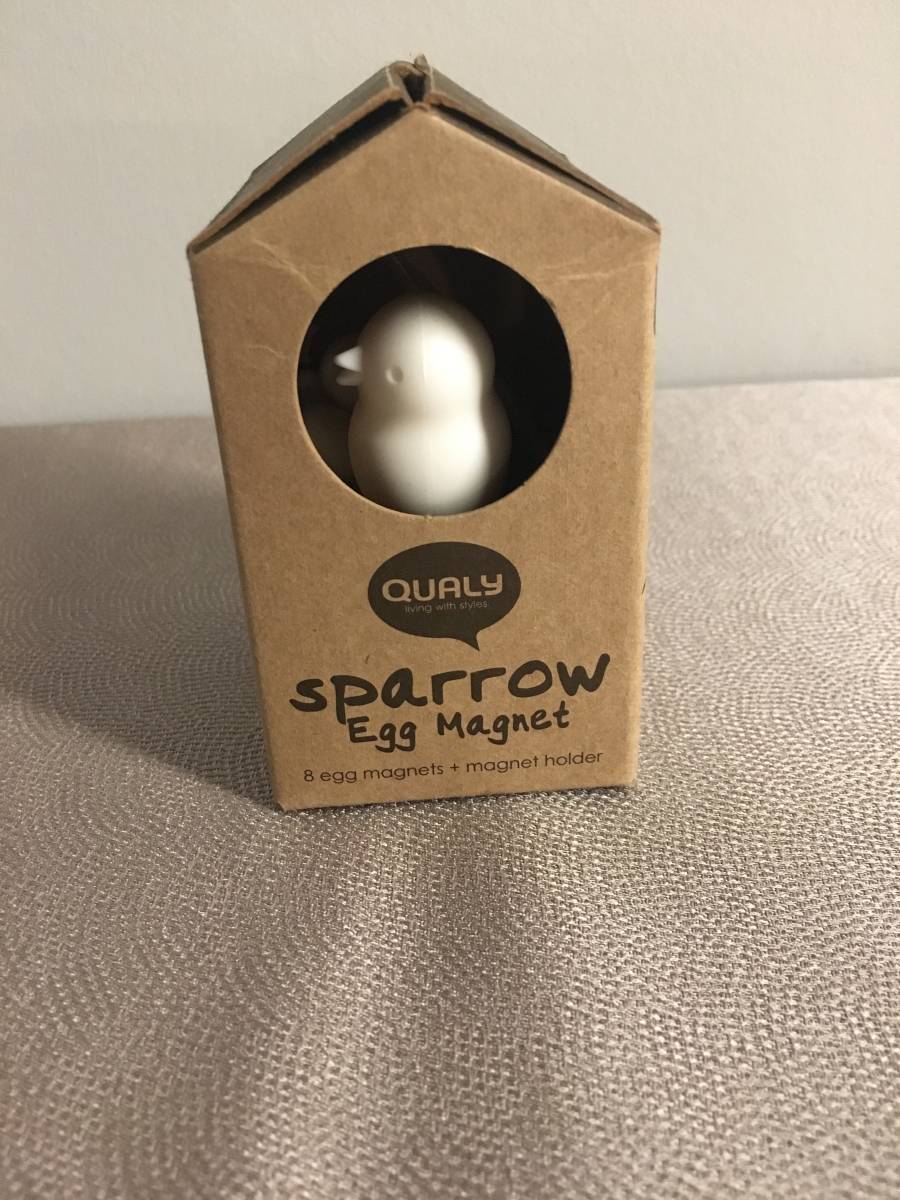 QUALY
living with styles
sparrow
Egg Magnet
8 egg magnets + magnet holder